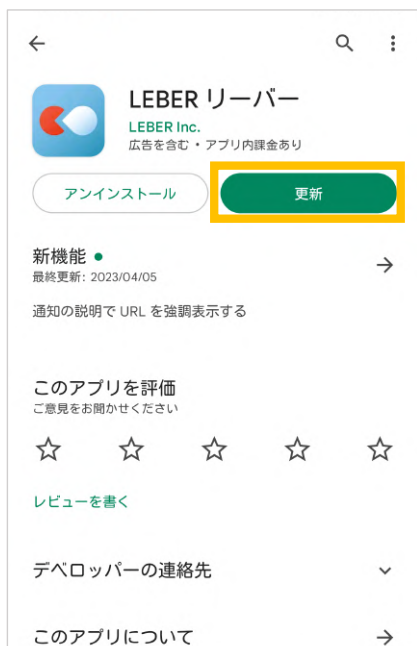 LEBER リーバー
LEBER Inc.
広告を含む・アプリ内課金あり
アンインストール
更新
新機能
最終更新: 2023/04/05
通知の説明で URL を強調表示する
このアプリを評価
ご意見をお聞かせください
レビューを書く
デベロッパーの連絡先
このアプリについて